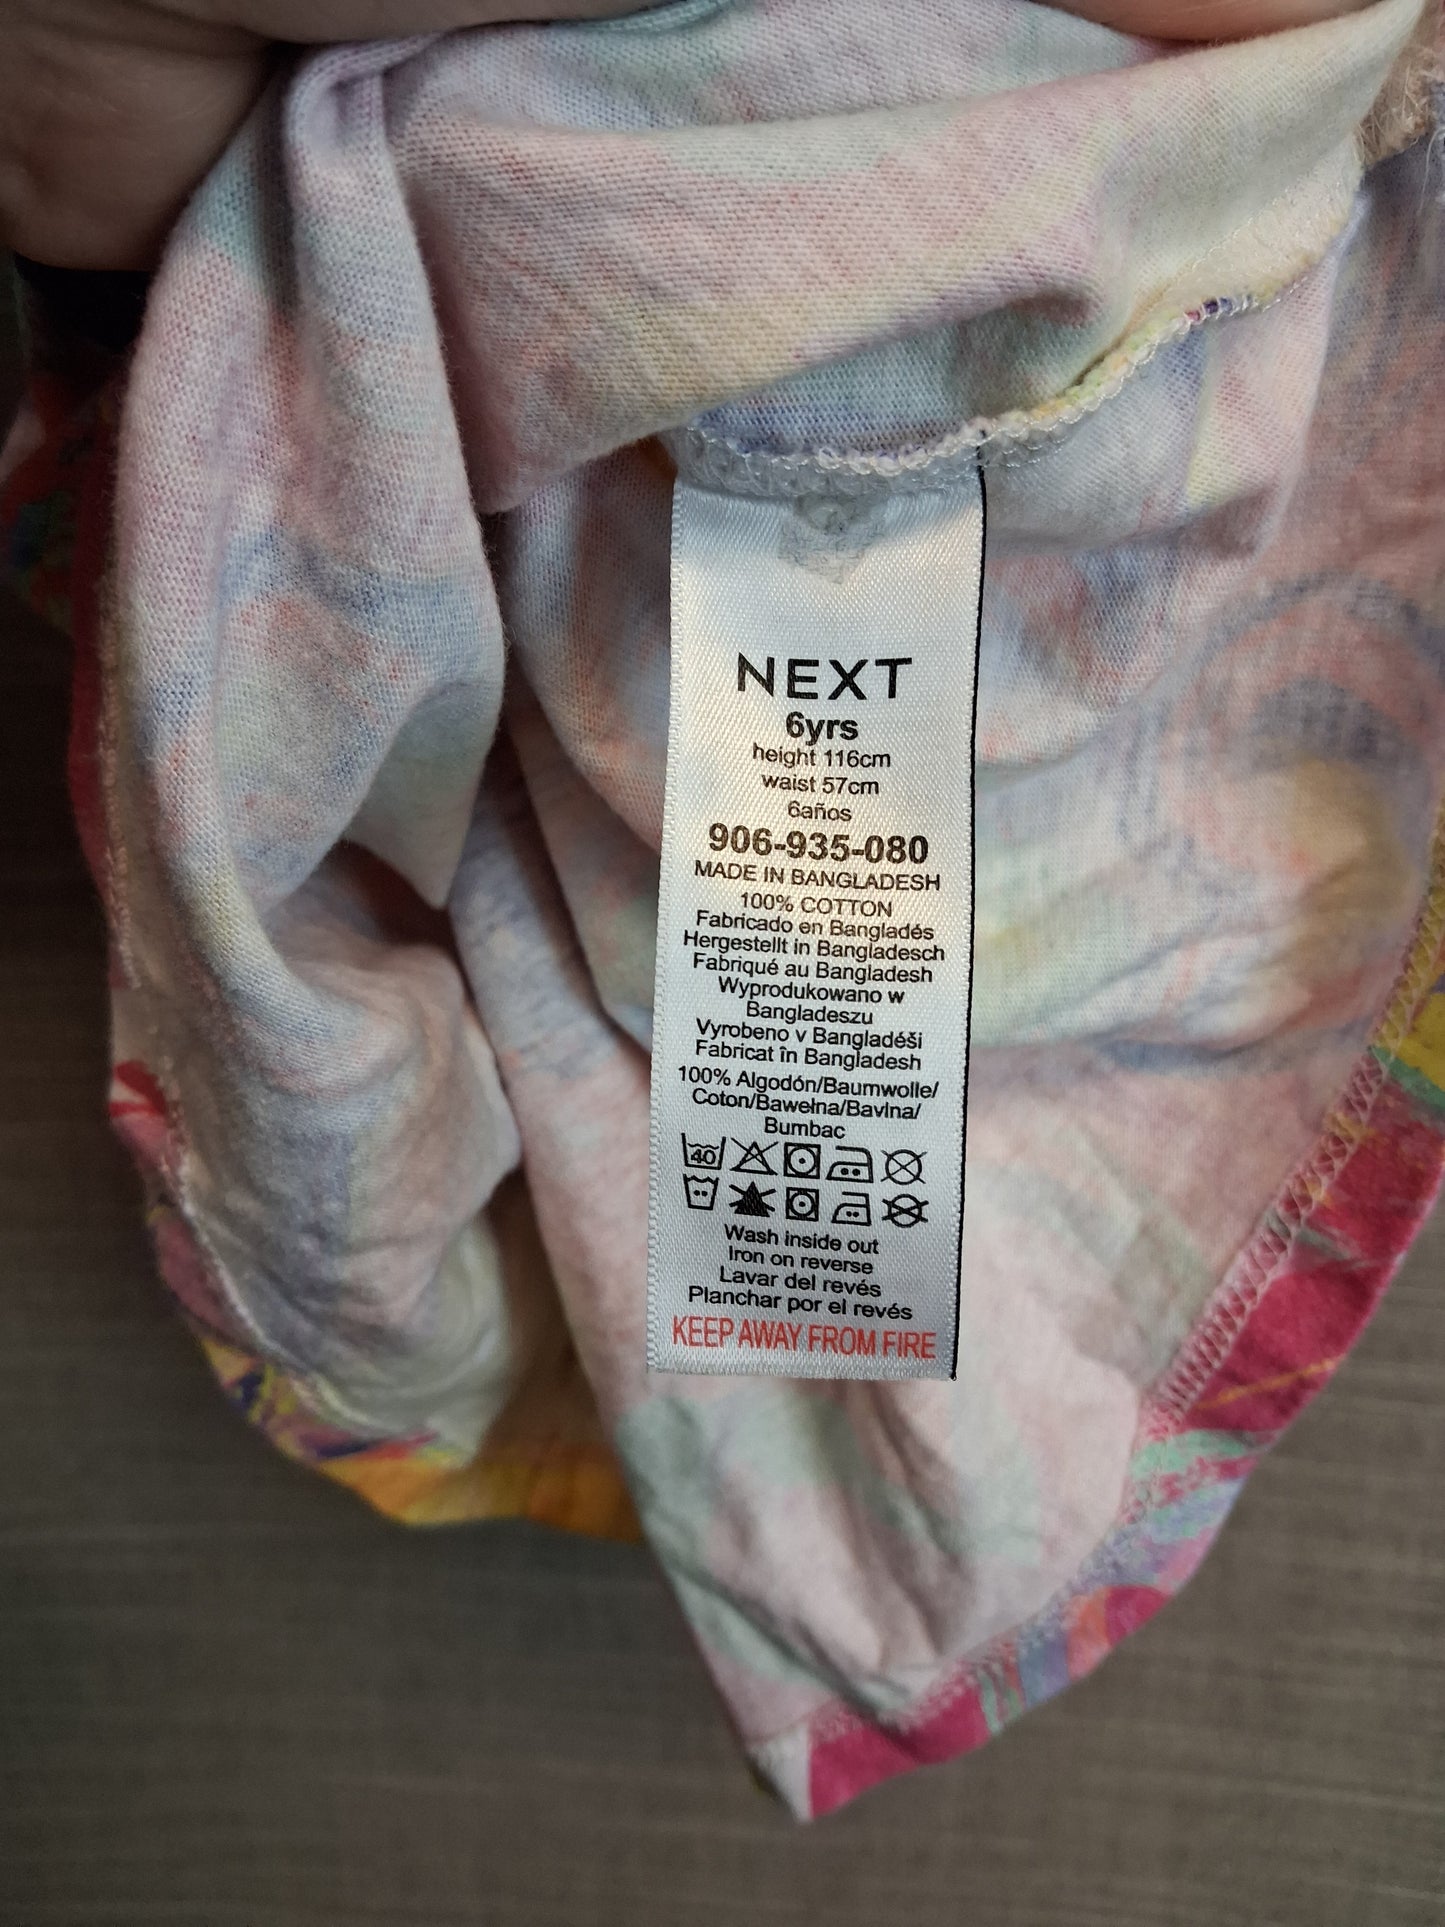 NEXT
6yrs
height 116cm
waist 57cm
6años
906-935-080
MADE IN BANGLADESH
100% COTTON
Fabricado en Bangladés
Hergestellt in Bangladesch
Fabriqué au Bangladesh
Wyprodukowano w
Bangladeszu
Vyrobeno v Bangladéši
Fabricat în Bangladesh
100% Algodón/Baumwolle/
Coton/Bawełna/Bavlna/
Bumbac
40
Wash inside out
Iron on reverse
Lavar del revés
Planchar por el revés
KEEP AWAY FROM FIRE